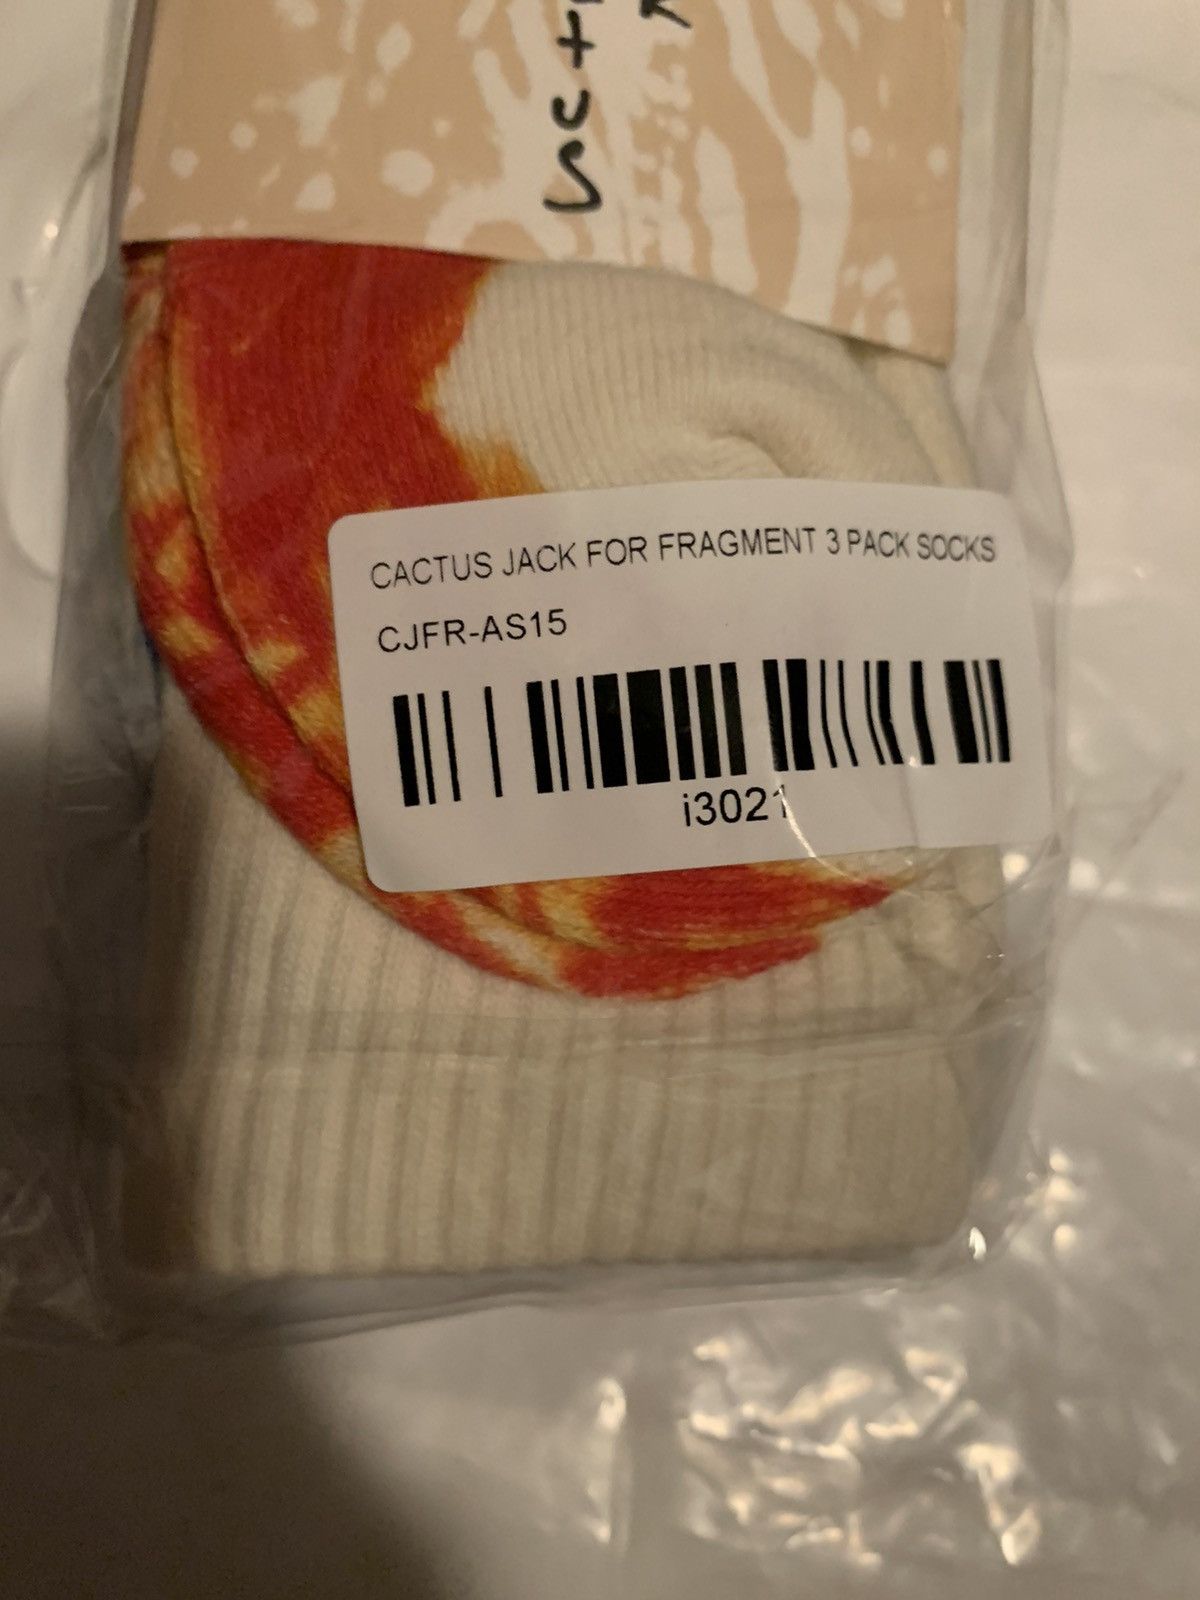 CACTUS JACK FOR FRAGMENT 3 PACK SOCKS
CJFR-AS15
i3021